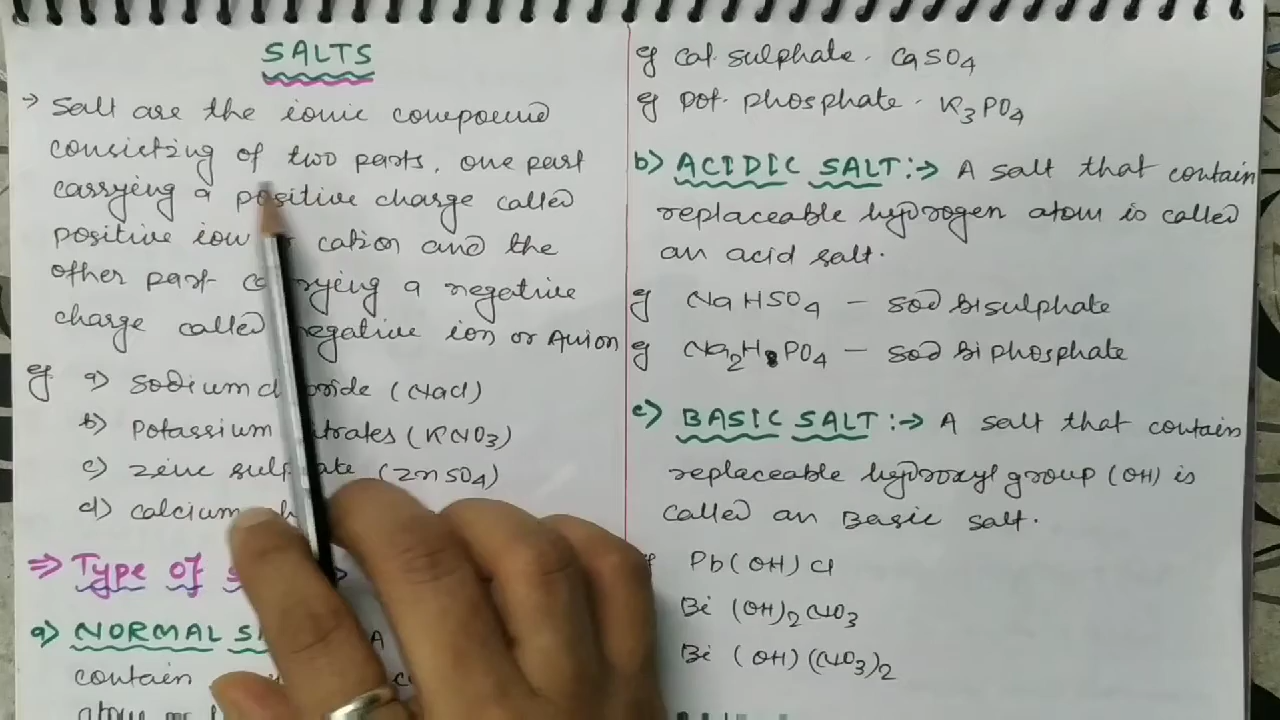 SALTS
→ Salt are the ionic compound
consisting of two parts, one part
carrying a positive charge called
positive ion cation and the
other part carrying a negative
charge called negative ion or Anion
eg a) Sodium chloride (NaCl)
b) Potassium nitrates (KNO3)
c) zinc sulphate (ZnSO4)
d) calcium
⇒ Type of
a) NORMAL A
contain
atom or
eg cal. sulphate. CaSO4
eg pot. phosphate. K3PO4
b) ACIDIC SALT:→ A salt that contain
replaceable hydrogen atom is called
an acid salt.
eg NaHSO4 – sod bisulphate
eg Na2HPO4 – sod biphosphate
c) BASIC SALT:→ A salt that contain
replaceable hydroxyl group (OH) is
called an Basic salt.
Pb(OH)Cl
Bi (OH)2NO3
Bi (OH)(NO3)2